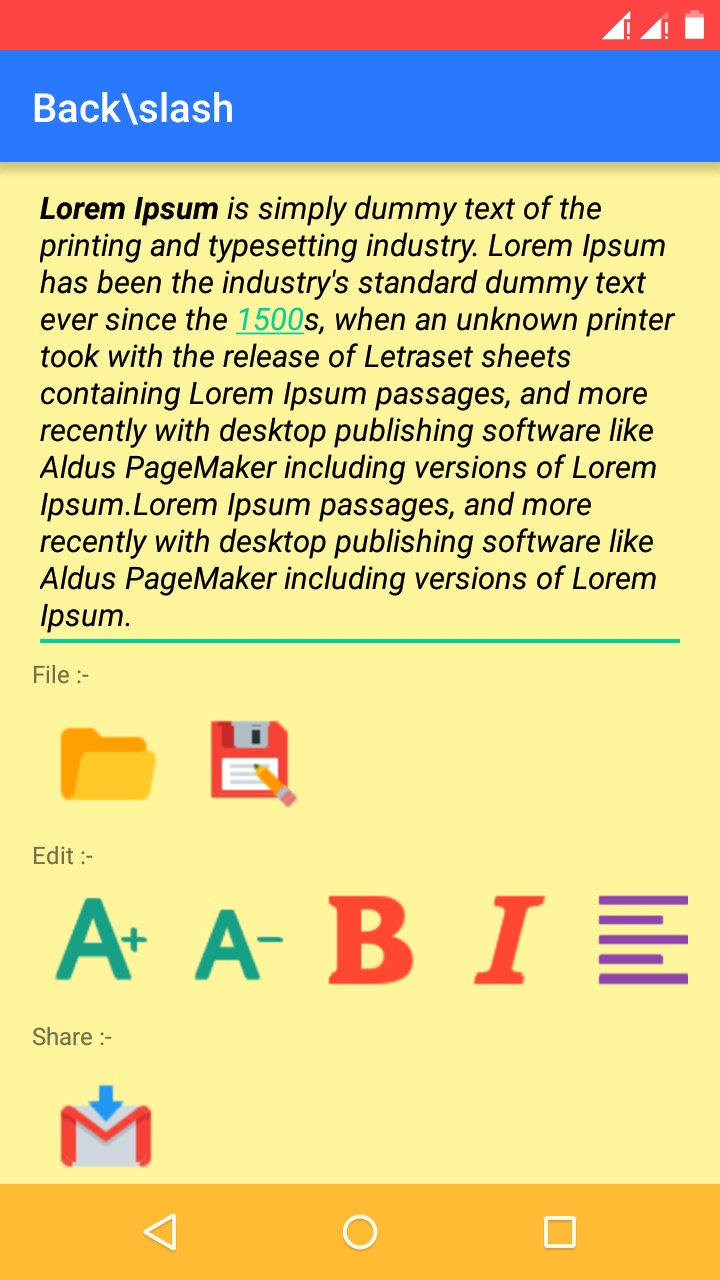 Back\slash
Lorem Ipsum is simply dummy text of the
printing and typesetting industry. Lorem Ipsum
has been the industry's standard dummy text
ever since the 1500s, when an unknown printer
took with the release of Letraset sheets
containing Lorem Ipsum passages, and more
recently with desktop publishing software like
Aldus PageMaker including versions of Lorem
Ipsum.Lorem Ipsum passages, and more
recently with desktop publishing software like
Aldus PageMaker including versions of Lorem
Ipsum.
File :-
Edit :-
A+ A- B I
Share :-